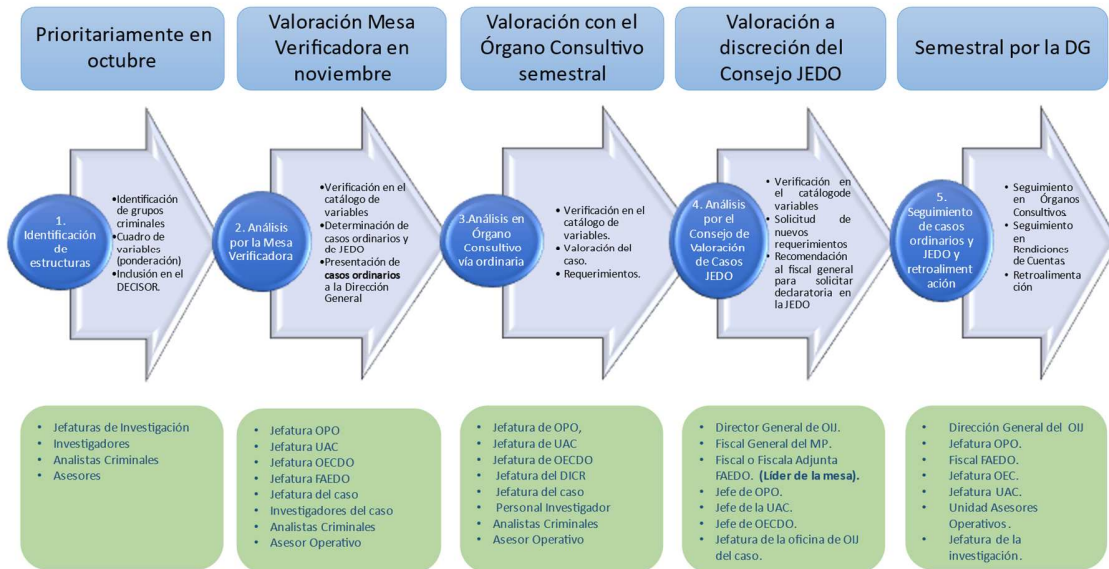 Prioritariamente en
octubre
Valoración Mesa
Verificadora en
noviembre
Valoración con el
Órgano Consultivo
semestral
Valoración a
discreción del
Consejo JEDO
Semestral por la DG
1.
Identificación
de
estructuras
•Identificación
de grupos
criminales
•Cuadro de
variables
(ponderación)
•Inclusión en el
DECISOR.
2. Análisis
por la Mesa
Verificadora
•Verificación en el
catálogo de
variables
•Determinación de
casos ordinarios y
de JEDO
•Presentación de
casos ordinarios
a la Dirección
General
3.Análisis en
Órgano
Consultivo
vía ordinaria
• Verificación en el
catálogo de
variables.
• Valoración del
caso.
• Requerimientos.
4. Análisis
por el
Consejo de
Valoración
de Casos
JEDO
• Verificación en
el catálogode
variables
• Solicitud de
nuevos
requerimientos
• Recomendación
al fiscal general
para solicitar
declaratoria en
la JEDO
5.
Seguimiento
de casos
ordinarios y
JEDO y
retroaliment
ación
• Seguimiento
en Órganos
Consultivos.
• Seguimiento
en
Rendiciones
de Cuentas.
• Retroalimenta
ción
• Jefaturas de Investigación
• Investigadores
• Analistas Criminales
• Asesores
• Jefatura OPO
• Jefatura UAC
• Jefatura OECDO
• Jefatura FAEDO
• Jefatura del caso
• Investigadores del caso
• Analistas Criminales
• Asesor Operativo
• Jefatura de OPO,
• Jefatura de UAC
• Jefatura de OECDO
• Jefatura del DICR
• Jefatura del caso
• Personal Investigador
• Analistas Criminales
• Asesor Operativo
• Director General de OIJ.
• Fiscal General del MP.
• Fiscal o Fiscala Adjunta
FAEDO. (Líder de la mesa).
• Jefe de OPO.
• Jefe de la UAC.
• Jefe de OECDO.
• Jefatura de la oficina de OIJ
del caso.
• Dirección General del OIJ
• Jefatura OPO.
• Fiscal FAEDO.
• Jefatura OEC.
• Jefatura UAC.
• Unidad Asesores
Operativos.
• Jefatura de la
investigación.